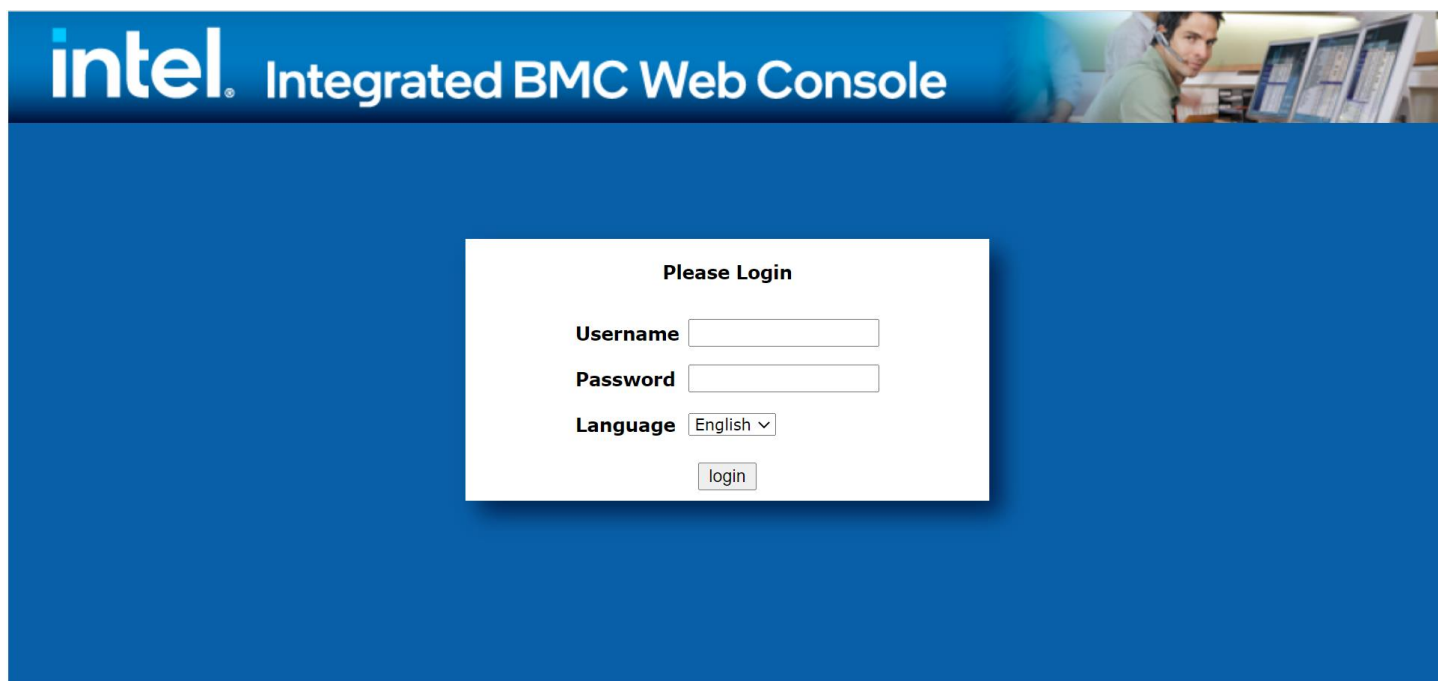 intel. Integrated BMC Web Console
Please Login
Username
Password
Language English
login